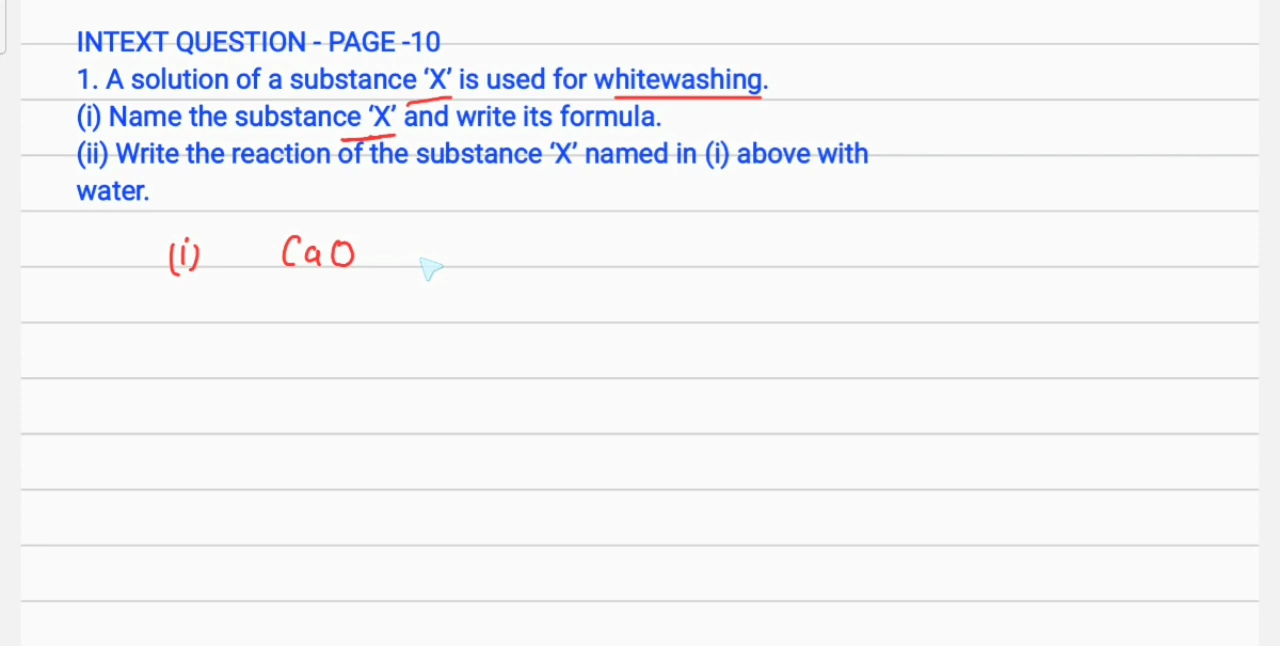 INTEXT QUESTION - PAGE -10
1. A solution of a substance ‘X’ is used for whitewashing.
(i) Name the substance ‘X’ and write its formula.
(ii) Write the reaction of the substance ‘X’ named in (i) above with
water.
(i) CaO